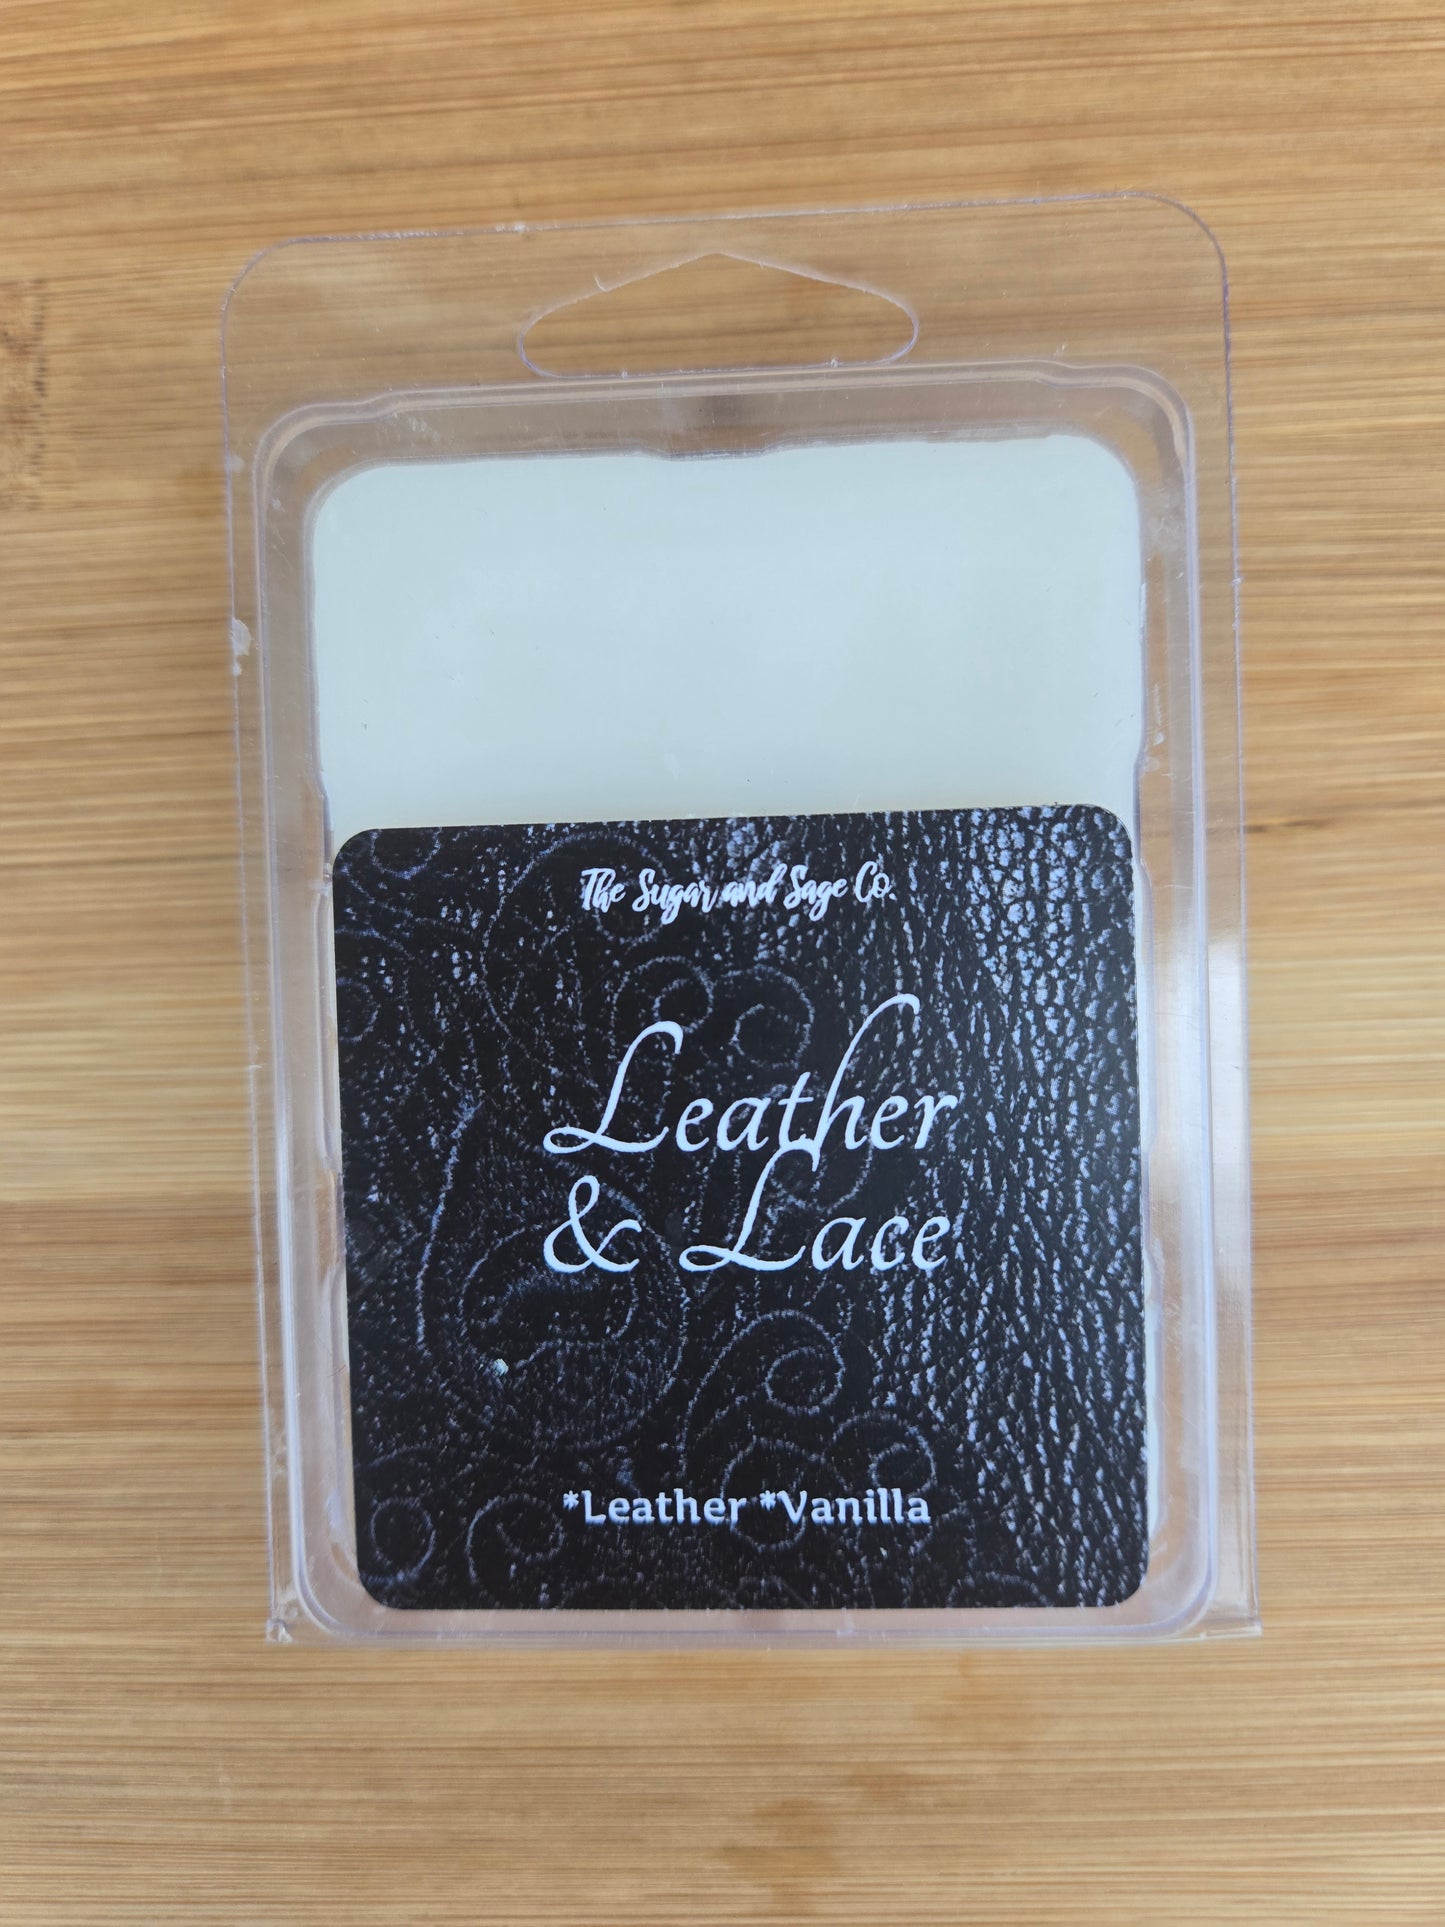 The Sugar and Sage Co.
Leather
& Lace
*Leather *Vanilla